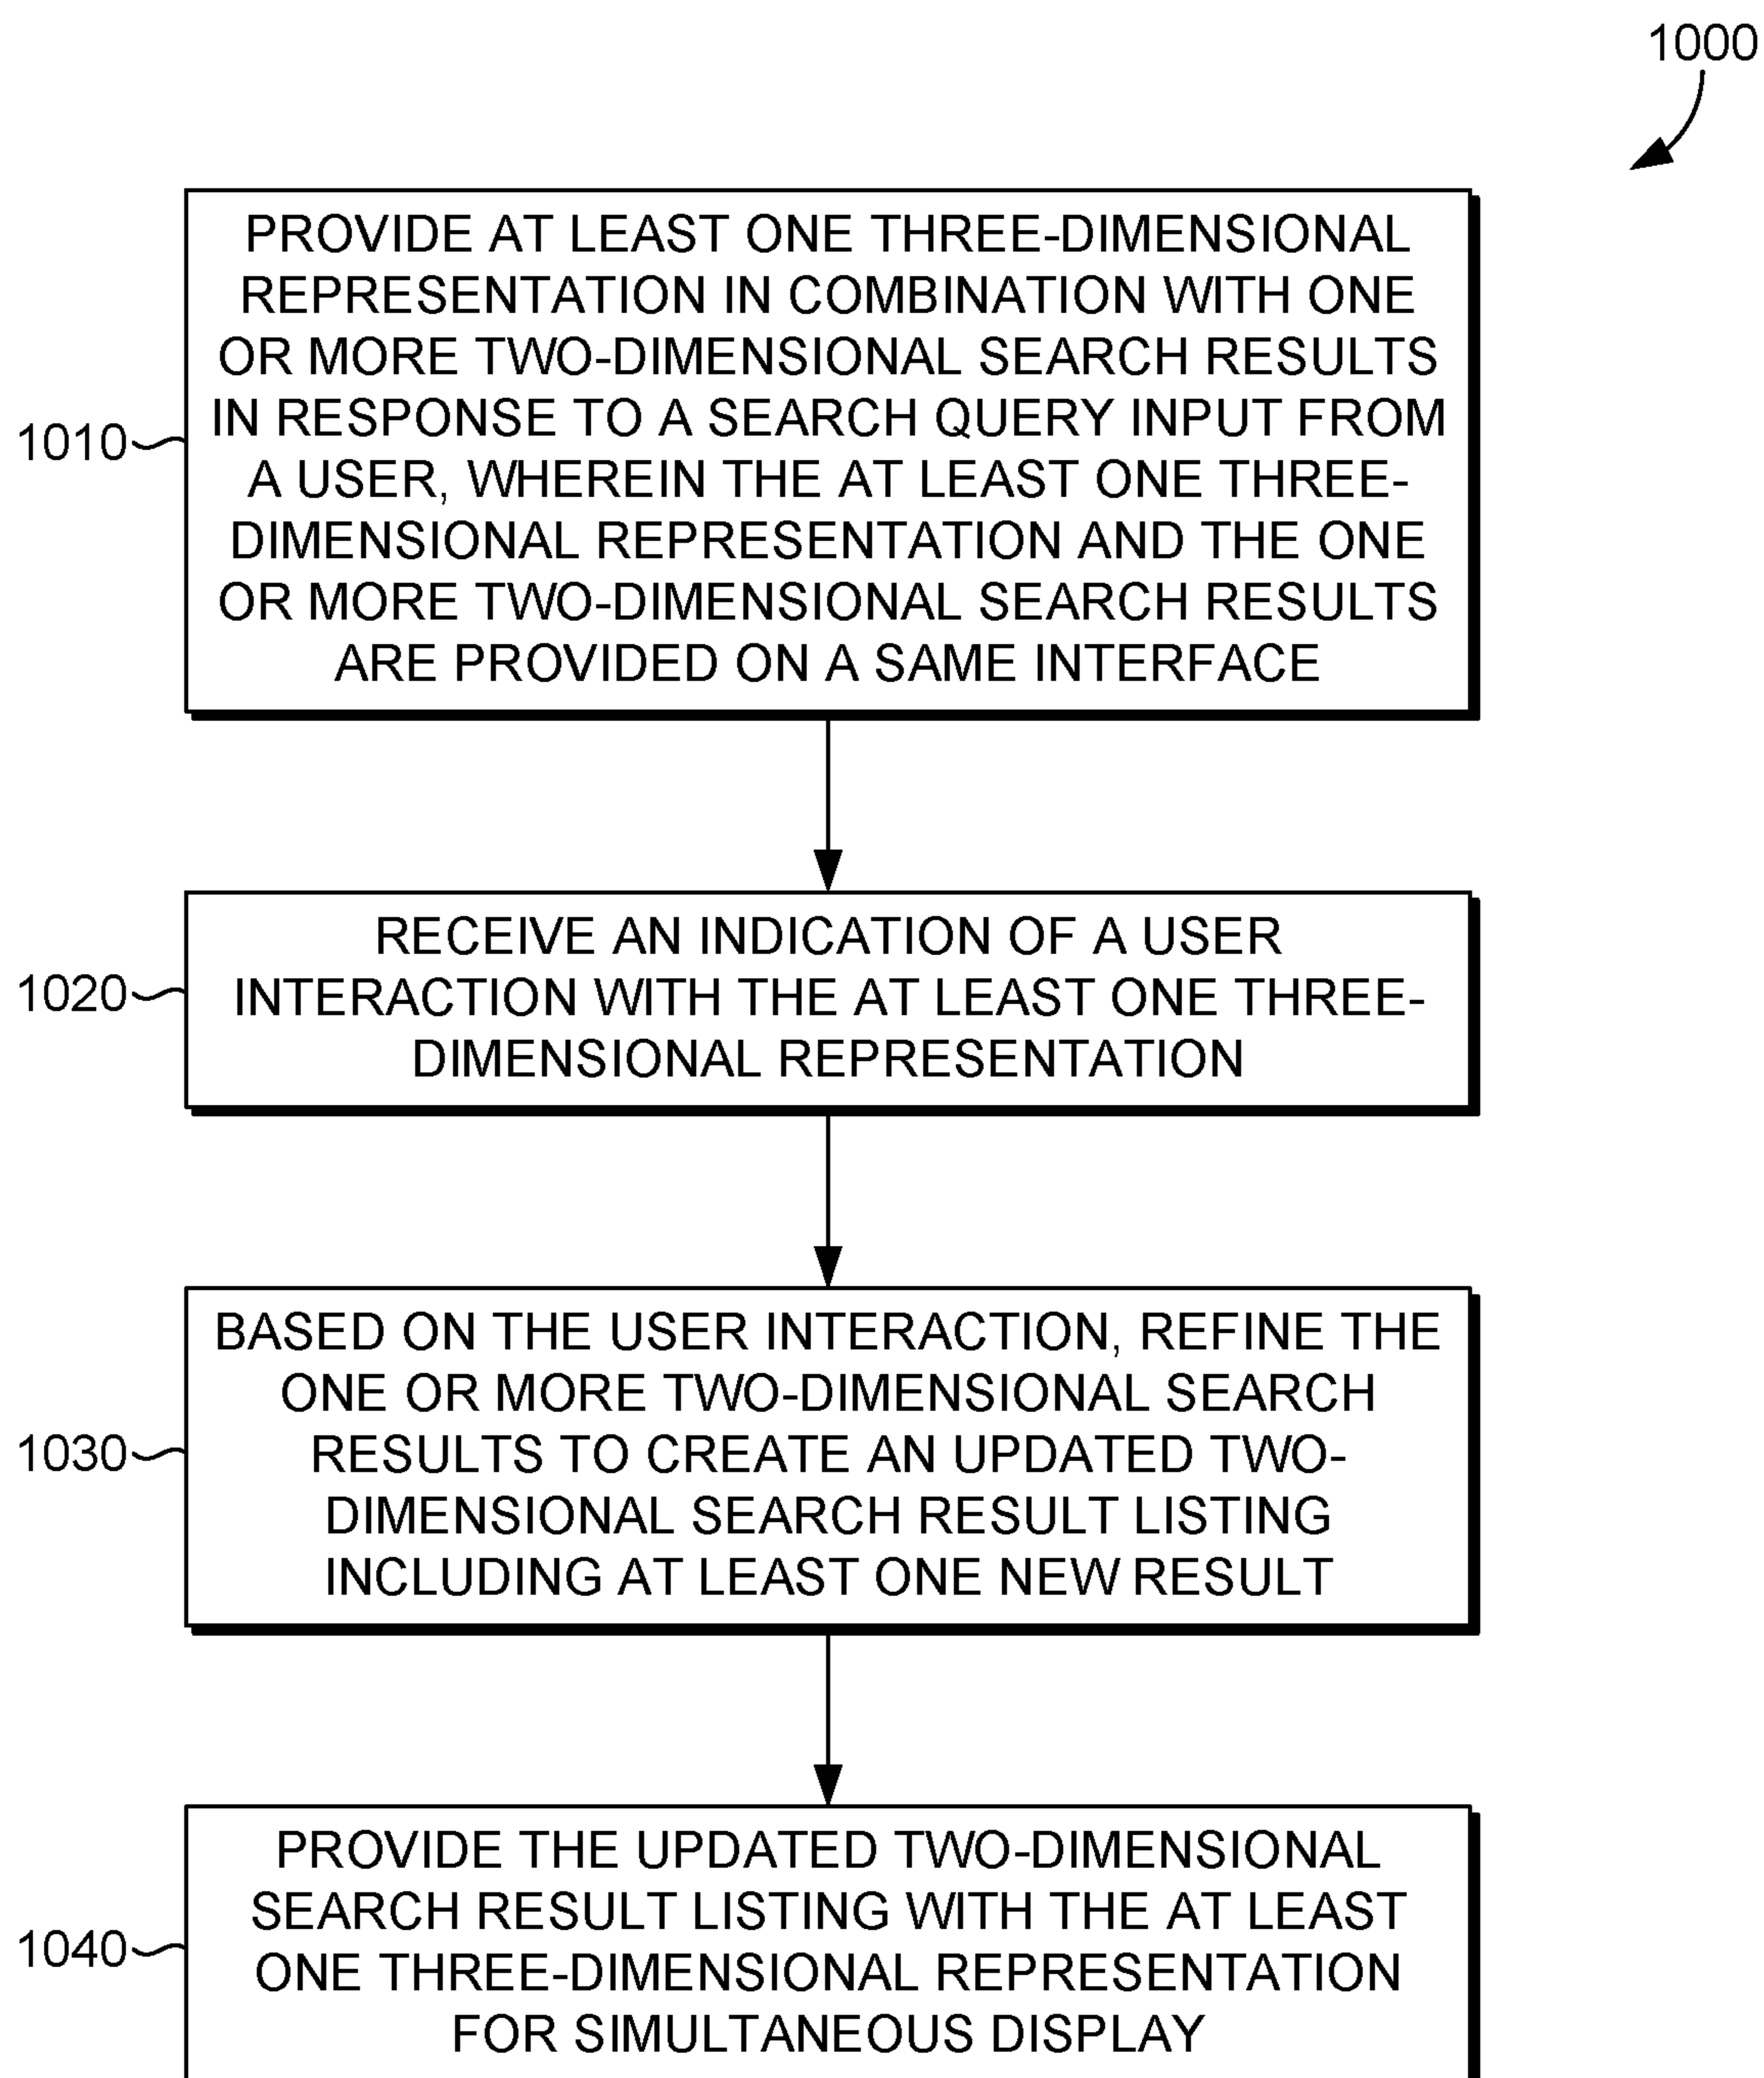 1000
PROVIDE AT LEAST ONE THREE-DIMENSIONAL
REPRESENTATION IN COMBINATION WITH ONE
OR MORE TWO-DIMENSIONAL SEARCH RESULTS
IN RESPONSE TO A SEARCH QUERY INPUT FROM
A USER, WHEREIN THE AT LEAST ONE THREE-
DIMENSIONAL REPRESENTATION AND THE ONE
OR MORE TWO-DIMENSIONAL SEARCH RESULTS
ARE PROVIDED ON A SAME INTERFACE
1010
RECEIVE AN INDICATION OF A USER
INTERACTION WITH THE AT LEAST ONE THREE-
DIMENSIONAL REPRESENTATION
1020
BASED ON THE USER INTERACTION, REFINE THE
ONE OR MORE TWO-DIMENSIONAL SEARCH
RESULTS TO CREATE AN UPDATED TWO-
DIMENSIONAL SEARCH RESULT LISTING
INCLUDING AT LEAST ONE NEW RESULT
1030
PROVIDE THE UPDATED TWO-DIMENSIONAL
SEARCH RESULT LISTING WITH THE AT LEAST
ONE THREE-DIMENSIONAL REPRESENTATION
FOR SIMULTANEOUS DISPLAY
1040